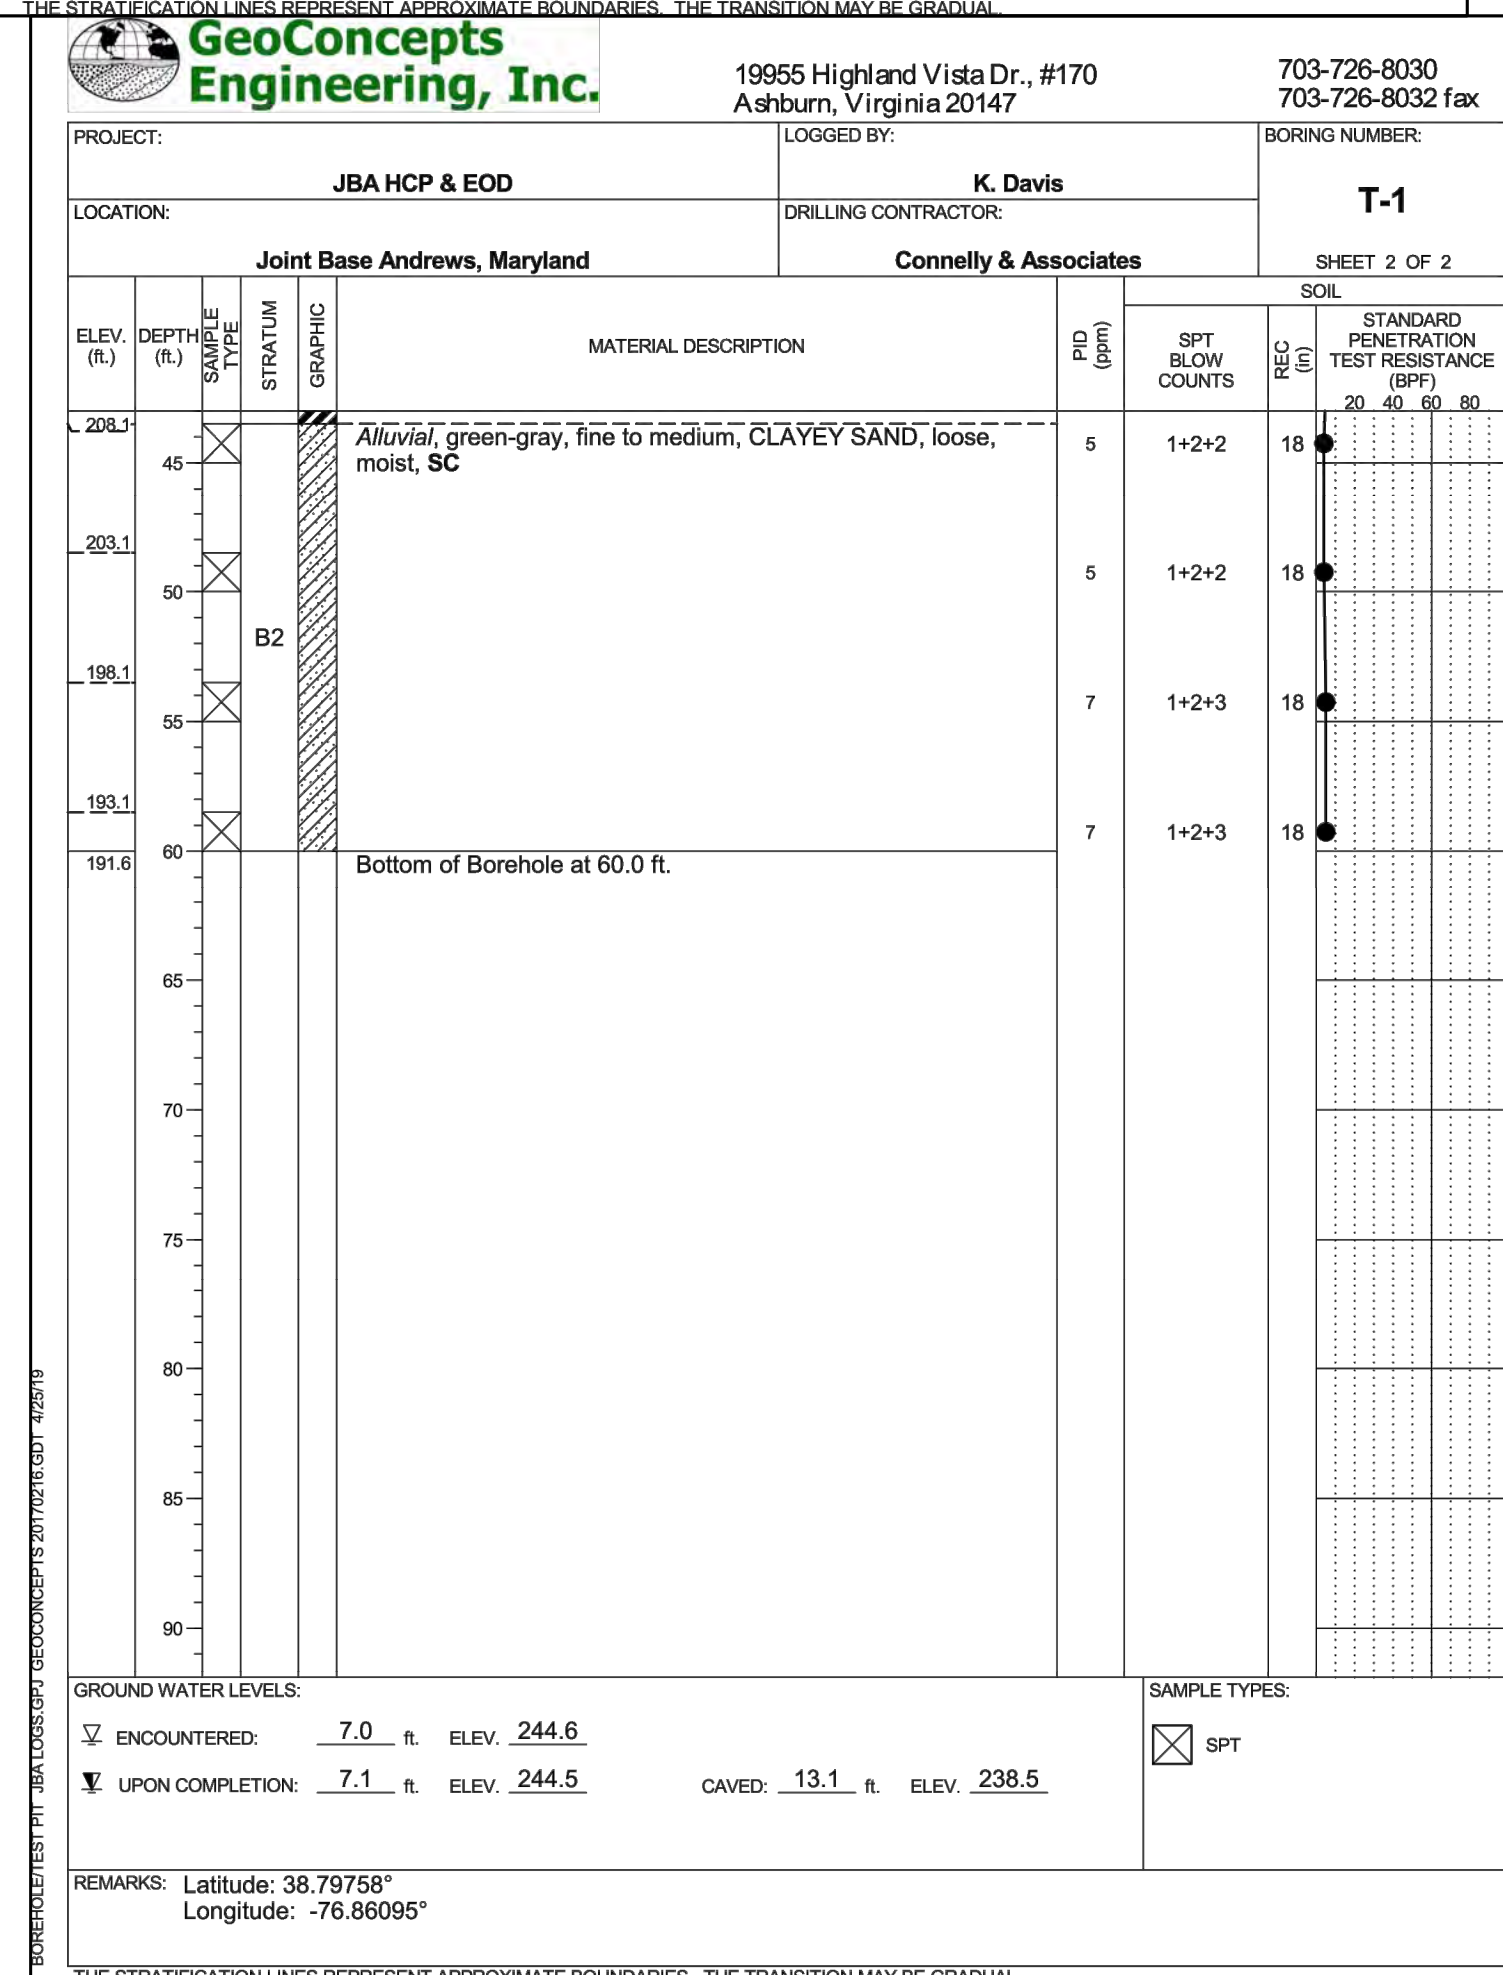 THE STRATIFICATION LINES REPRESENT APPROXIMATE BOUNDARIES. THE TRANSITION MAY BE GRADUAL.
GeoConcepts
Engineering, Inc.
19955 Highland Vista Dr., #170
Ashburn, Virginia 20147
703-726-8030
703-726-8032 fax
PROJECT:
JBA HCP & EOD
LOGGED BY:
K. Davis
BORING NUMBER:
T-1
LOCATION:
Joint Base Andrews, Maryland
DRILLING CONTRACTOR:
Connelly & Associates
SHEET 2 OF 2
ELEV.
(ft.)
DEPTH
(ft.)
SAMPLE
TYPE
STRATUM
GRAPHIC
MATERIAL DESCRIPTION
PID
(ppm)
SOIL
SPT
BLOW
COUNTS
REC
(in)
STANDARD
PENETRATION
TEST RESISTANCE
(BPF)
20 40 60 80
208.1
Alluvial, green-gray, fine to medium, CLAYEY SAND, loose,
moist, SC
5 1+2+2 18
45
203.1
5 1+2+2 18
50
B2
198.1
7 1+2+3 18
55
193.1
7 1+2+3 18
60
191.6
Bottom of Borehole at 60.0 ft.
65
70
75
80
85
90
GROUND WATER LEVELS:
ENCOUNTERED: 7.0 ft. ELEV. 244.6
UPON COMPLETION: 7.1 ft. ELEV. 244.5 CAVED: 13.1 ft. ELEV. 238.5
SAMPLE TYPES:
SPT
REMARKS: Latitude: 38.79758°
Longitude: -76.86095°
BOREHOLE/TEST PIT JBA LOGS.GPJ GEOCONCEPTS 20170216.GDT 4/25/19
THE STRATIFICATION LINES REPRESENT APPROXIMATE BOUNDARIES. THE TRANSITION MAY BE GRADUAL.